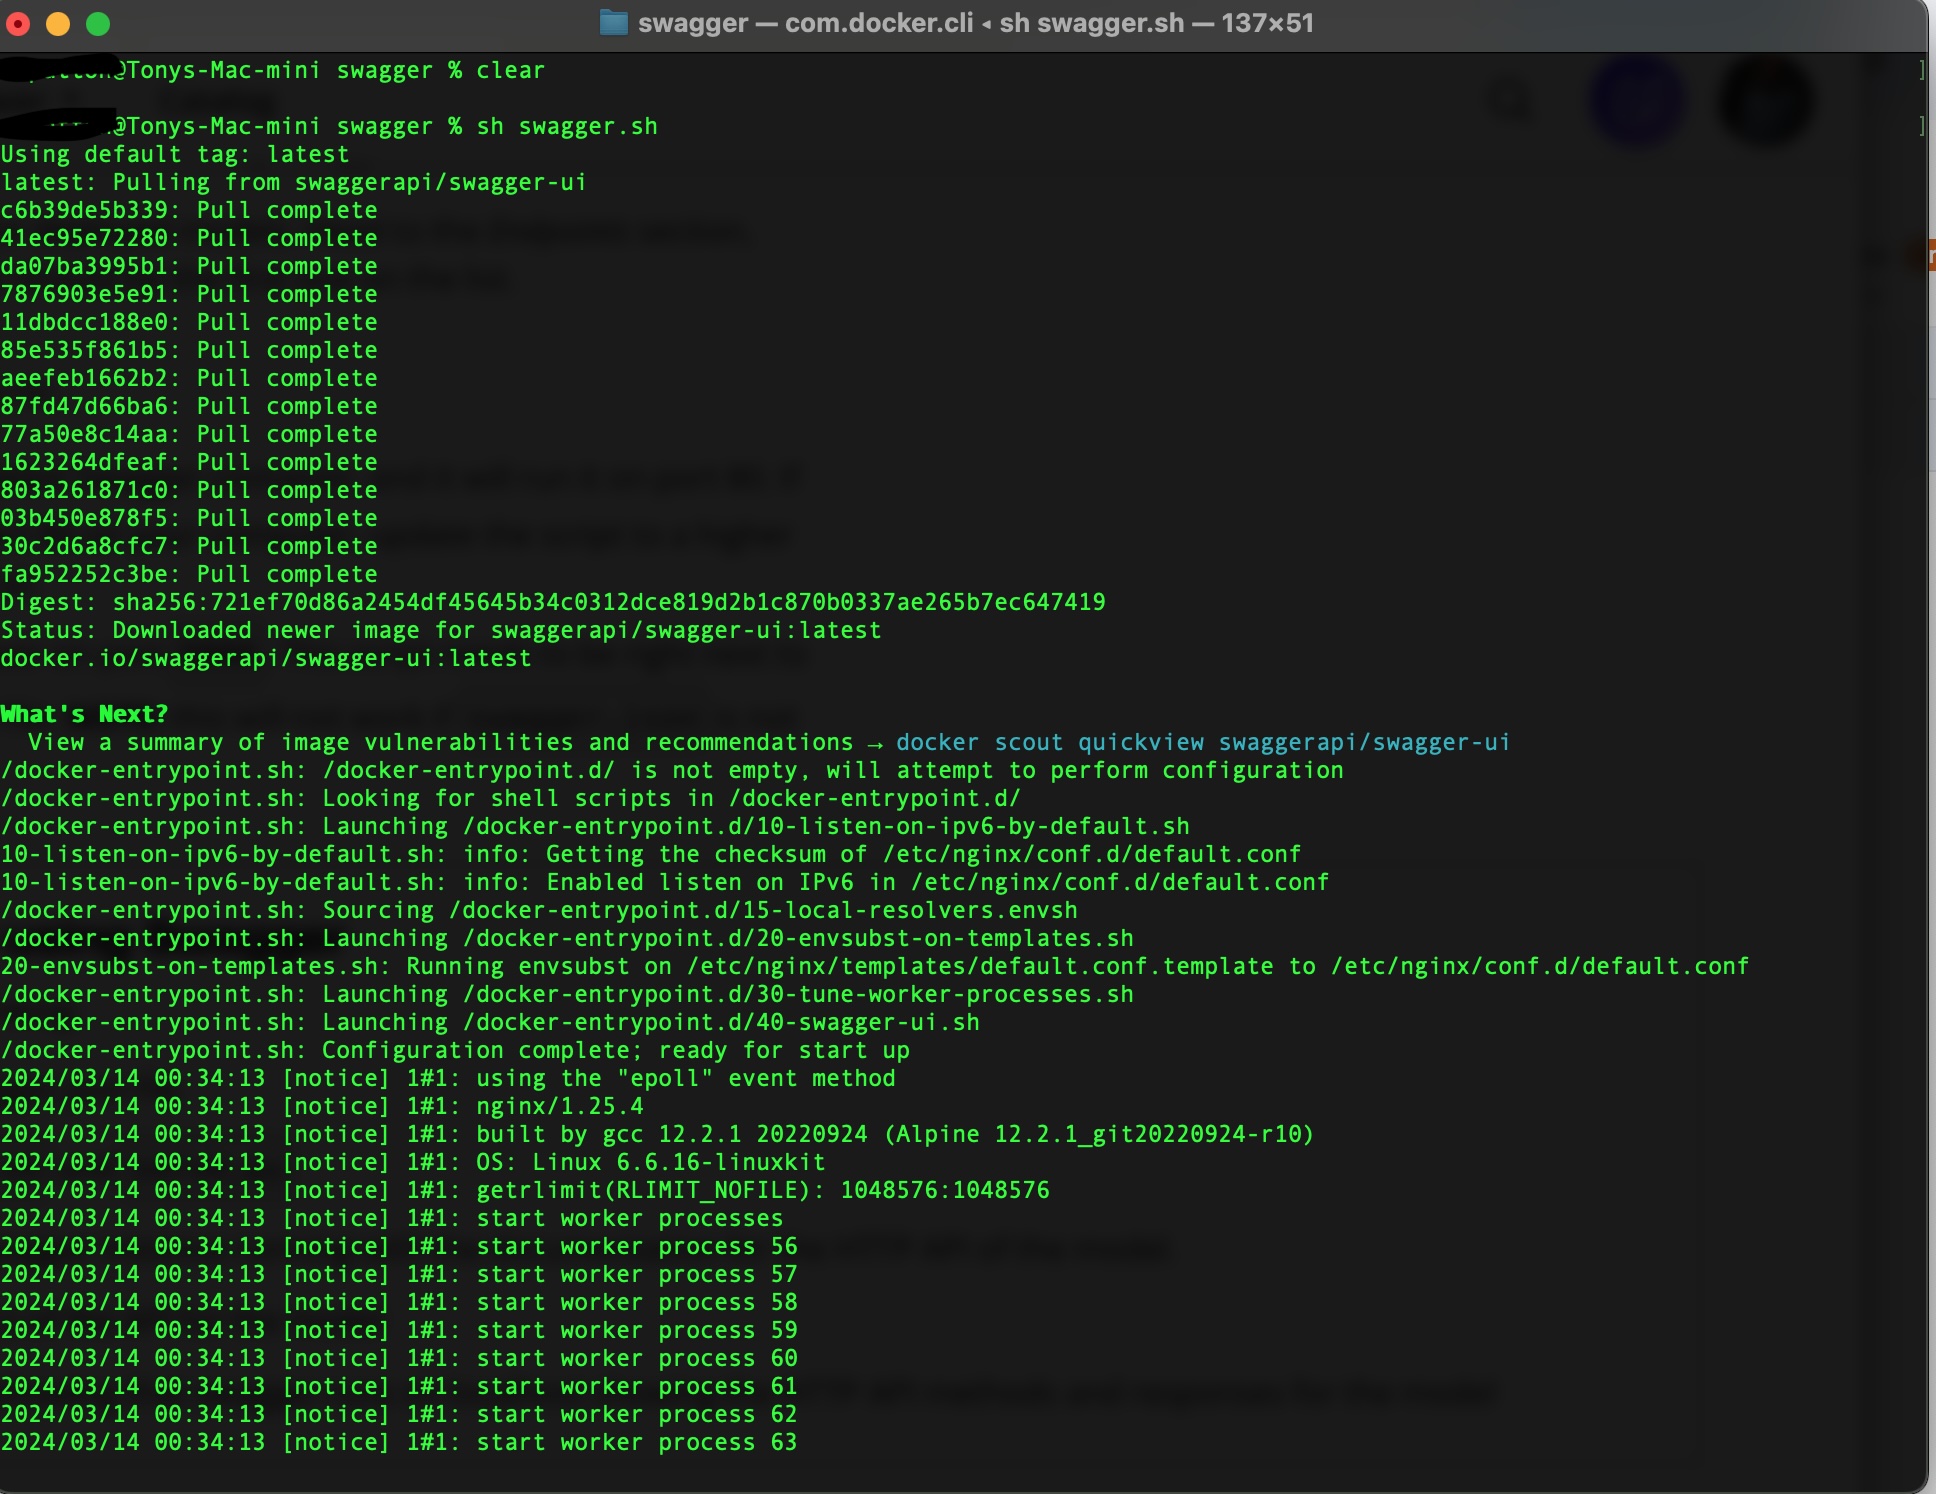 swagger — com.docker.cli ◂ sh swagger.sh — 137×51
@Tonys-Mac-mini swagger % clear
@Tonys-Mac-mini swagger % sh swagger.sh
Using default tag: latest
latest: Pulling from swaggerapi/swagger-ui
c6b39de5b339: Pull complete
41ec95e72280: Pull complete
da07ba3995b1: Pull complete
7876903e5e91: Pull complete
11dbdcc188e0: Pull complete
85e535f861b5: Pull complete
aeefeb1662b2: Pull complete
87fd47d66ba6: Pull complete
77a50e8c14aa: Pull complete
1623264dfeaf: Pull complete
803a261871c0: Pull complete
03b450e878f5: Pull complete
30c2d6a8cfc7: Pull complete
fa952252c3be: Pull complete
Digest: sha256:721ef70d86a2454df45645b34c0312dce819d2b1c870b0337ae265b7ec647419
Status: Downloaded newer image for swaggerapi/swagger-ui:latest
docker.io/swaggerapi/swagger-ui:latest
What's Next?
View a summary of image vulnerabilities and recommendations → docker scout quickview swaggerapi/swagger-ui
/docker-entrypoint.sh: /docker-entrypoint.d/ is not empty, will attempt to perform configuration
/docker-entrypoint.sh: Looking for shell scripts in /docker-entrypoint.d/
/docker-entrypoint.sh: Launching /docker-entrypoint.d/10-listen-on-ipv6-by-default.sh
10-listen-on-ipv6-by-default.sh: info: Getting the checksum of /etc/nginx/conf.d/default.conf
10-listen-on-ipv6-by-default.sh: info: Enabled listen on IPv6 in /etc/nginx/conf.d/default.conf
/docker-entrypoint.sh: Sourcing /docker-entrypoint.d/15-local-resolvers.envsh
/docker-entrypoint.sh: Launching /docker-entrypoint.d/20-envsubst-on-templates.sh
20-envsubst-on-templates.sh: Running envsubst on /etc/nginx/templates/default.conf.template to /etc/nginx/conf.d/default.conf
/docker-entrypoint.sh: Launching /docker-entrypoint.d/30-tune-worker-processes.sh
/docker-entrypoint.sh: Launching /docker-entrypoint.d/40-swagger-ui.sh
/docker-entrypoint.sh: Configuration complete; ready for start up
2024/03/14 00:34:13 [notice] 1#1: using the "epoll" event method
2024/03/14 00:34:13 [notice] 1#1: nginx/1.25.4
2024/03/14 00:34:13 [notice] 1#1: built by gcc 12.2.1 20220924 (Alpine 12.2.1_git20220924-r10)
2024/03/14 00:34:13 [notice] 1#1: OS: Linux 6.6.16-linuxkit
2024/03/14 00:34:13 [notice] 1#1: getrlimit(RLIMIT_NOFILE): 1048576:1048576
2024/03/14 00:34:13 [notice] 1#1: start worker processes
2024/03/14 00:34:13 [notice] 1#1: start worker process 56
2024/03/14 00:34:13 [notice] 1#1: start worker process 57
2024/03/14 00:34:13 [notice] 1#1: start worker process 58
2024/03/14 00:34:13 [notice] 1#1: start worker process 59
2024/03/14 00:34:13 [notice] 1#1: start worker process 60
2024/03/14 00:34:13 [notice] 1#1: start worker process 61
2024/03/14 00:34:13 [notice] 1#1: start worker process 62
2024/03/14 00:34:13 [notice] 1#1: start worker process 63